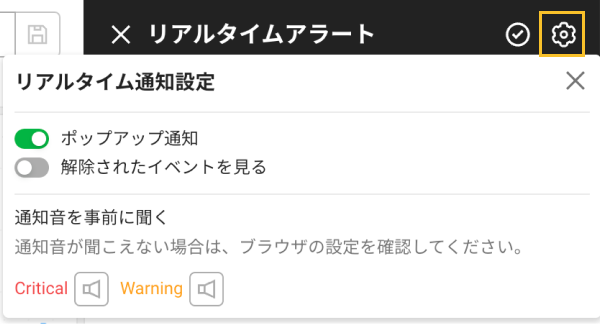 リアルタイムアラート
リアルタイム通知設定
ポップアップ通知
解除されたイベントを見る
通知音を事前に聞く
通知音が聞こえない場合は、ブラウザの設定を確認してください。
Critical Warning